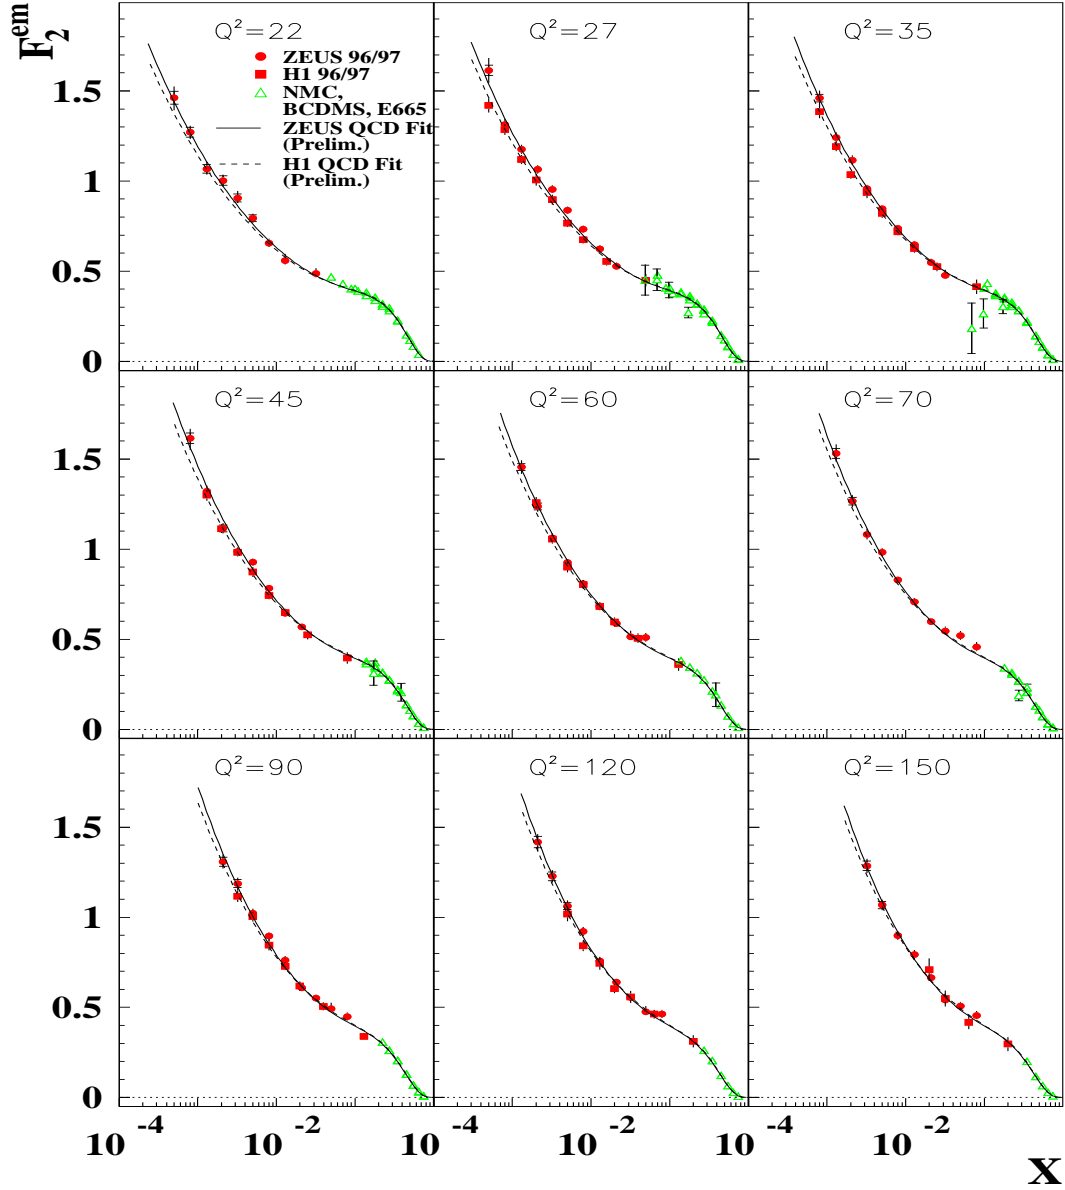 F₂ᵉᵐ
Q²=22
Q²=27
Q²=35
ZEUS 96/97
H1 96/97
NMC,
BCDMS, E665
ZEUS QCD Fit
(Prelim.)
H1 QCD Fit
(Prelim.)
1.5
1
0.5
0
Q²=45
Q²=60
Q²=70
1.5
1
0.5
0
Q²=90
Q²=120
Q²=150
1.5
1
0.5
0
10⁻⁴ 10⁻² 10⁻⁴ 10⁻² 10⁻⁴ 10⁻² 10
X